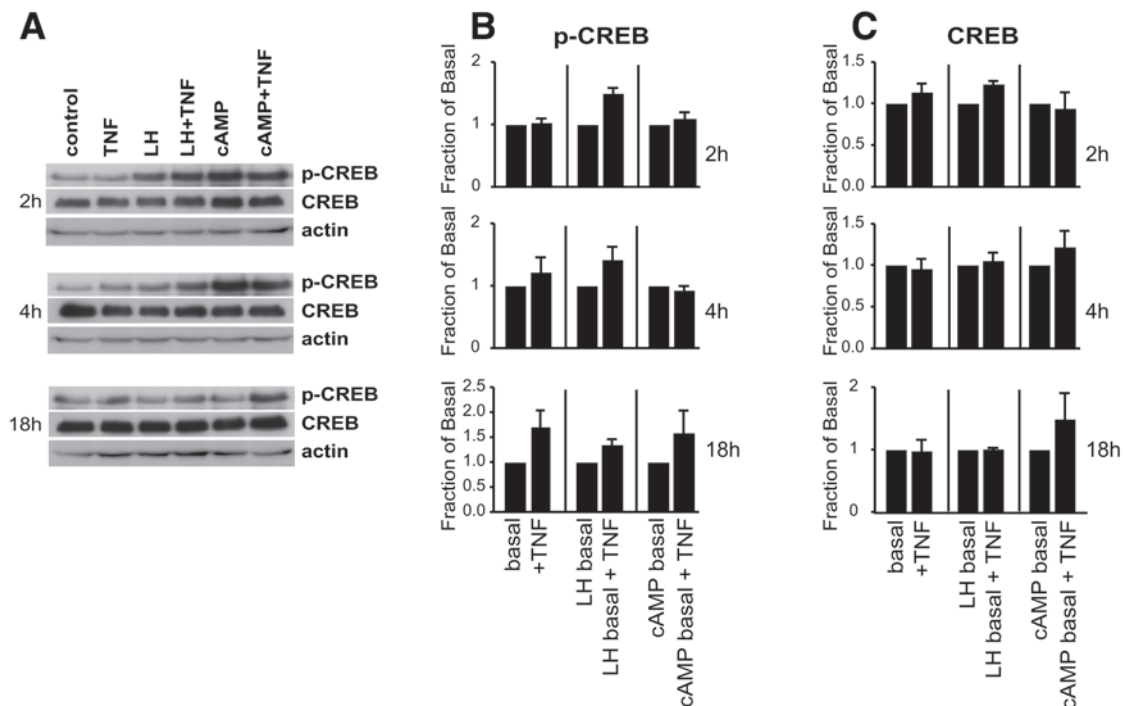 A
control
TNF
LH
LH+TNF
cAMP
cAMP+TNF
2h
p-CREB
CREB
actin
4h
p-CREB
CREB
actin
18h
p-CREB
CREB
actin
B
p-CREB
Fraction of Basal
2
1
0
2h
Fraction of Basal
2
1
0
4h
Fraction of Basal
2.5
2.0
1.5
1.0
0.5
0.0
18h
basal
+TNF
LH basal
LH basal + TNF
cAMP basal
cAMP basal + TNF
C
CREB
Fraction of Basal
1.5
1.0
0.5
0.0
2h
Fraction of Basal
1.5
1.0
0.5
0.0
4h
Fraction of Basal
2
1
0
18h
basal
+TNF
LH basal
LH basal + TNF
cAMP basal
cAMP basal + TNF